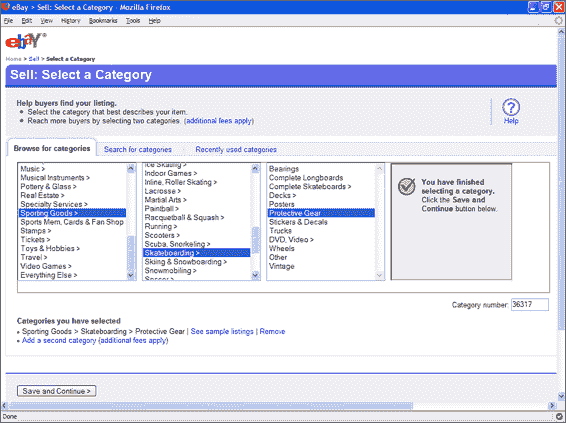 eBay > Sell: Select a Category - Mozilla Firefox
File Edit View History Bookmarks Tools Help
ebaY®
Home > Sell > Select a Category
Sell: Select a Category
Help buyers find your listing.
Select the category that best describes your item.
Reach more buyers by selecting two categories. (additional fees apply)
?
Help
Browse for categories
Search for categories
Recently used categories
Music >
Musical Instruments >
Pottery & Glass >
Real Estate >
Specialty Services >
Sporting Goods >
Sports Mem, Cards & Fan Shop
Stamps >
Tickets >
Toys & Hobbies >
Travel >
Video Games >
Everything Else >
Ice Skating >
Indoor Games >
Inline, Roller Skating >
Lacrosse >
Martial Arts >
Paintball >
Racquetball & Squash >
Running >
Scooters >
Scuba, Snorkeling >
Skateboarding >
Skiing & Snowboarding >
Snowmobiling >
Soccer >
Bearings
Complete Longboards
Complete Skateboards >
Decks >
Posters
Protective Gear
Stickers & Decals
Trucks
DVD, Video >
Wheels
Other
Vintage
You have finished
selecting a category.
Click the Save and
Continue button below.
Category number: 36317
Categories you have selected
Sporting Goods > Skateboarding > Protective Gear | See sample listings | Remove
Add a second category (additional fees apply)
Save and Continue >
Done